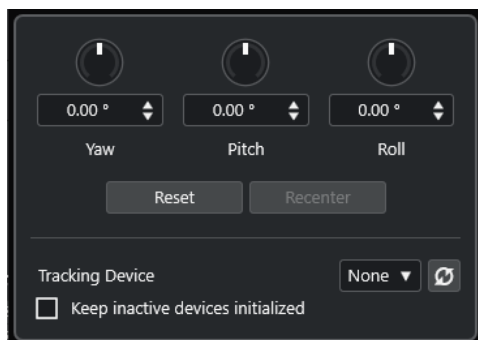 0.00 ° 0.00 ° 0.00 °
Yaw Pitch Roll
Reset Recenter
Tracking Device None
Keep inactive devices initialized